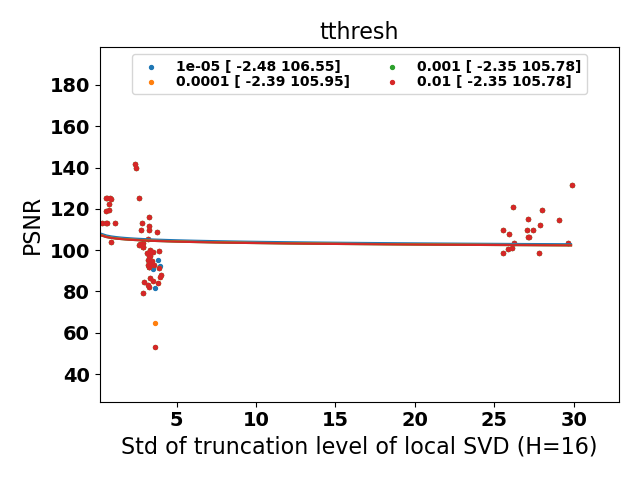 tthresh
1e-05 [ -2.48 106.55]
0.0001 [ -2.39 105.95]
0.001 [ -2.35 105.78]
0.01 [ -2.35 105.78]
180
160
140
120
100
80
60
40
PSNR
5 10 15 20 25 30
Std of truncation level of local SVD (H=16)